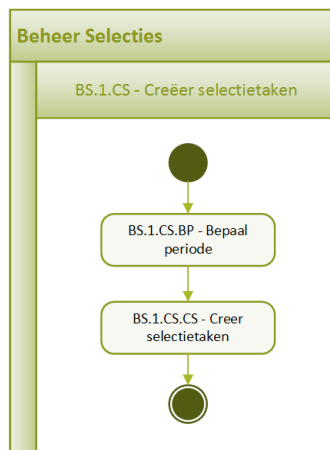 Beheer Selecties
BS.1.CS - Creëer selectietaken
BS.1.CS.BP - Bepaal
periode
BS.1.CS.CS - Creer
selectietaken